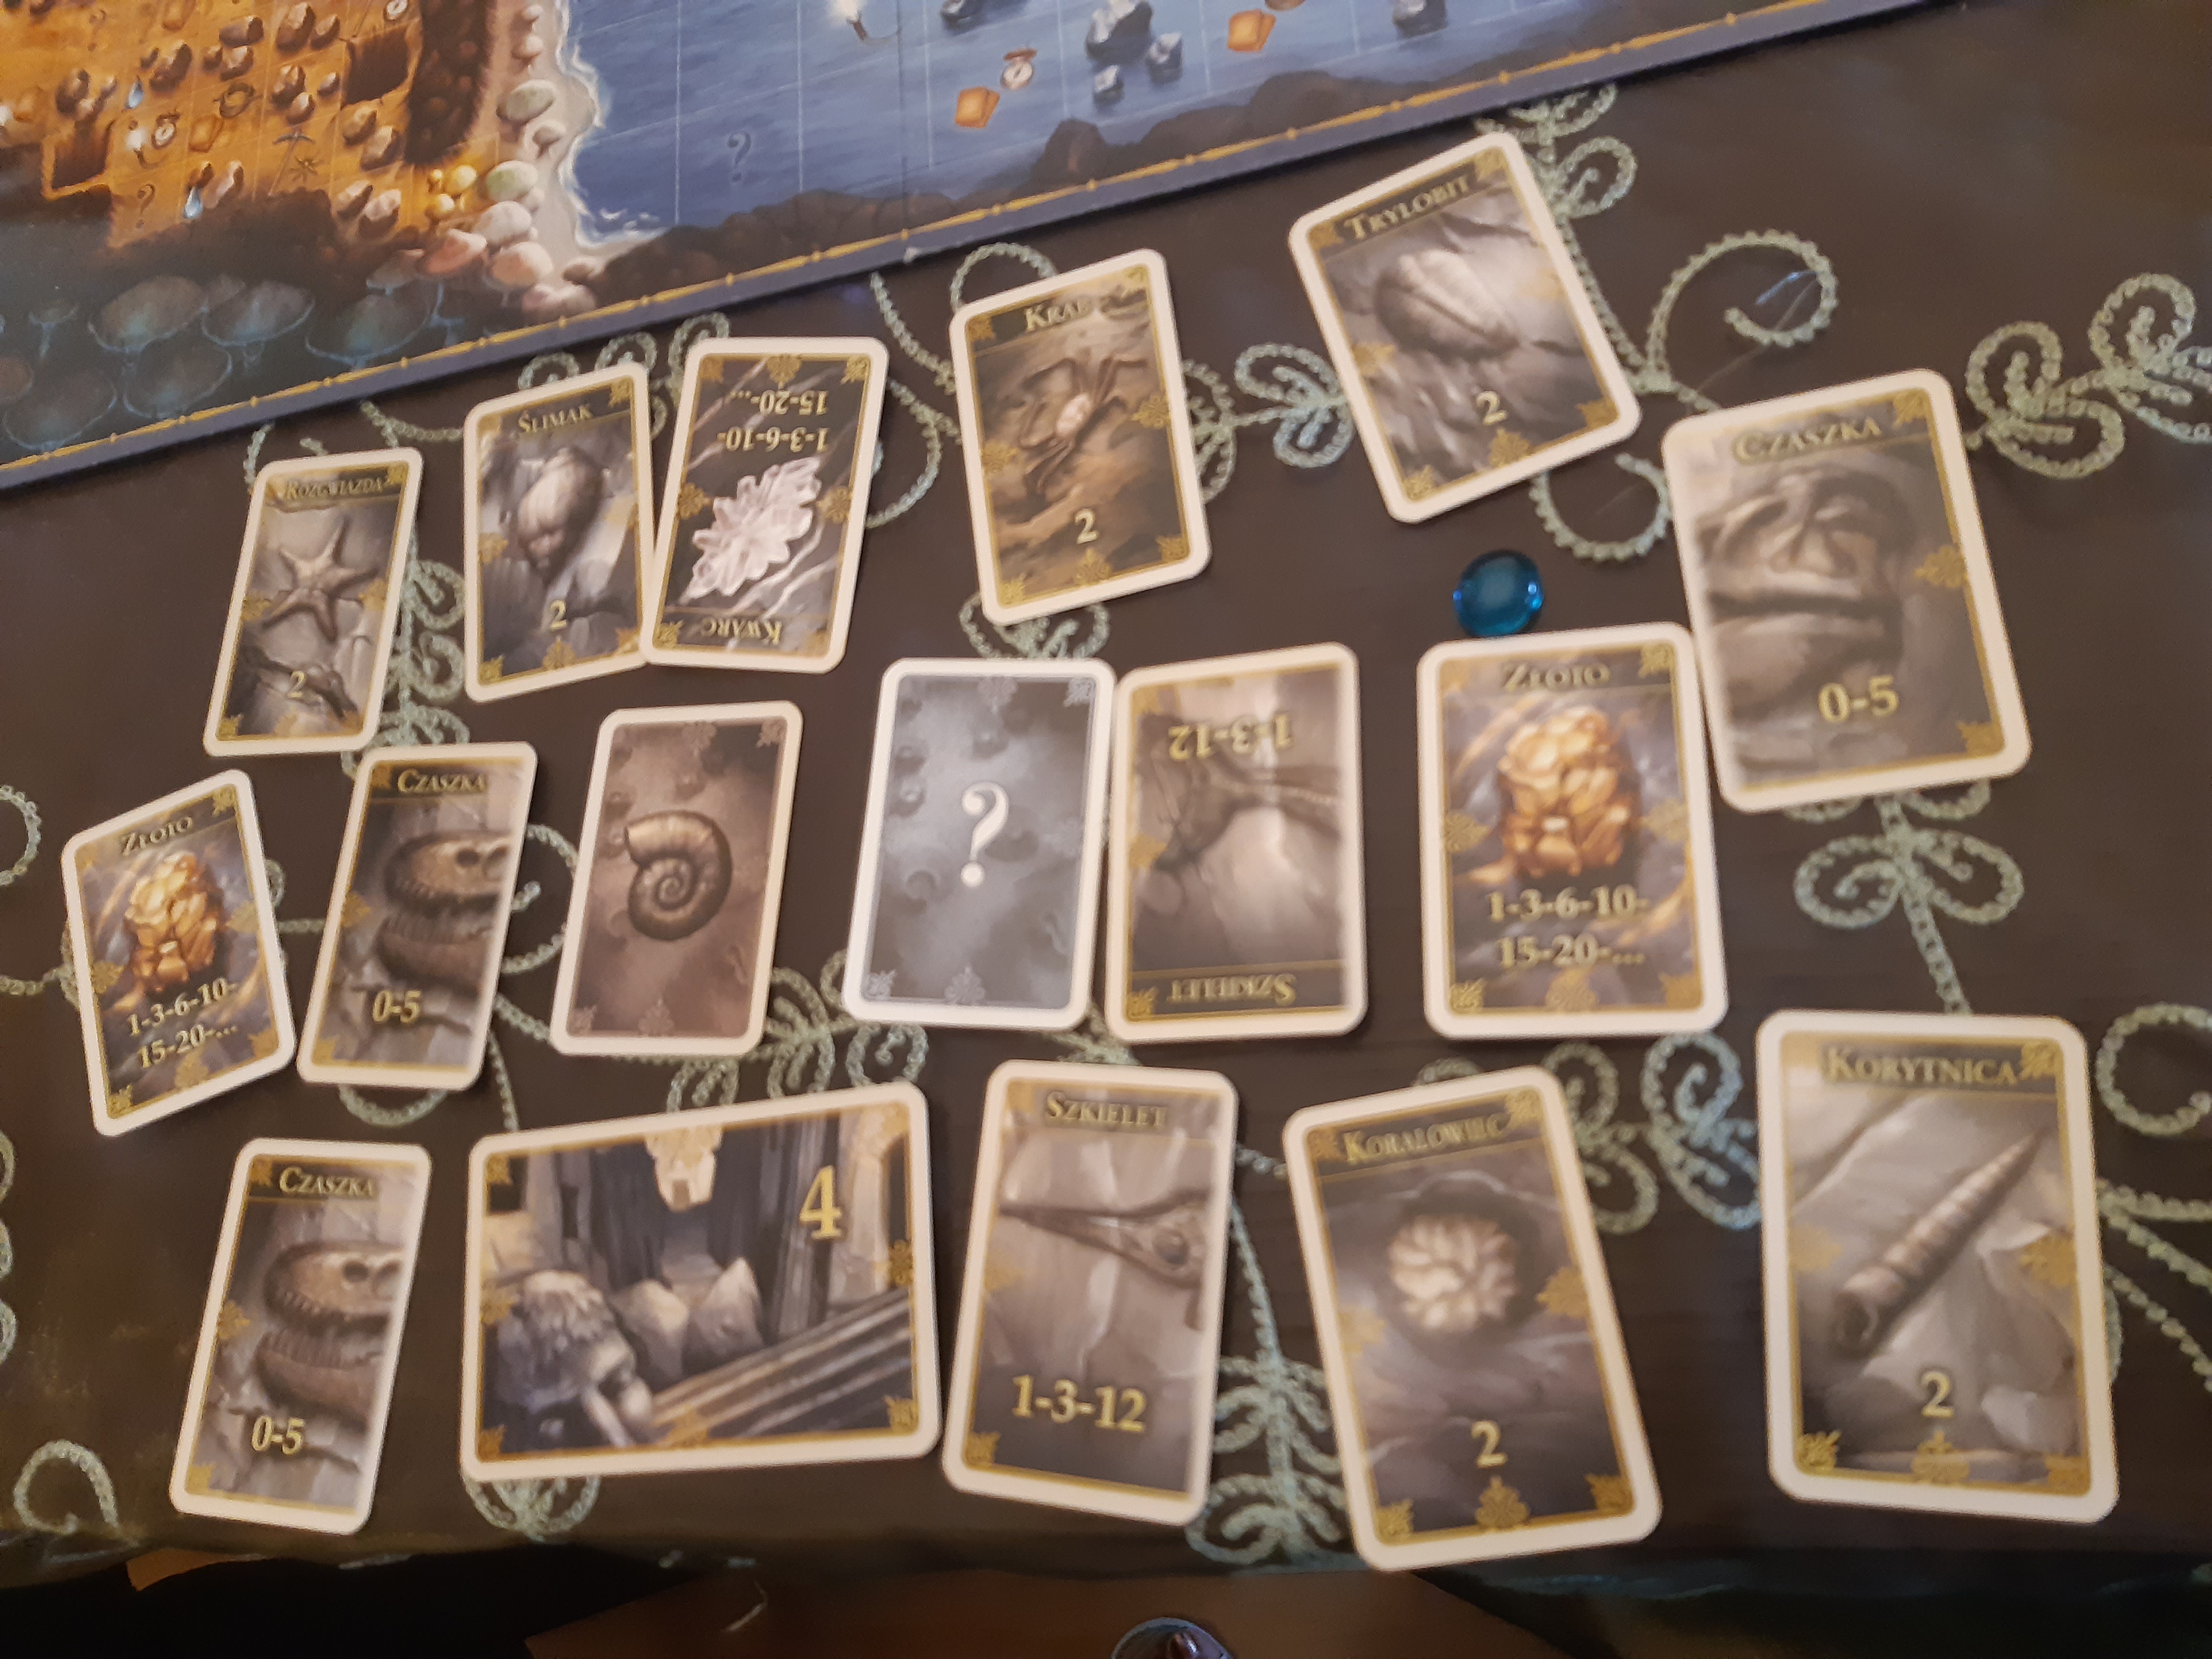 ZŁOTO
1-3-6-10-
15-20-...
ROZGWIAZDA
2
CZASZKA
0-5
CZASZKA
0-5
ŚLIMAK
2
KWARC
1-3-6-10-
15-20-...
4
?
KRAB
2
SZKIELET
1-3-12
SZKIELET
1-3-12
TRYLOBIT
2
KORALOWIEC
2
ZŁOTO
1-3-6-10-
15-20-...
CZASZKA
0-5
KORYTNICA
2
?
?